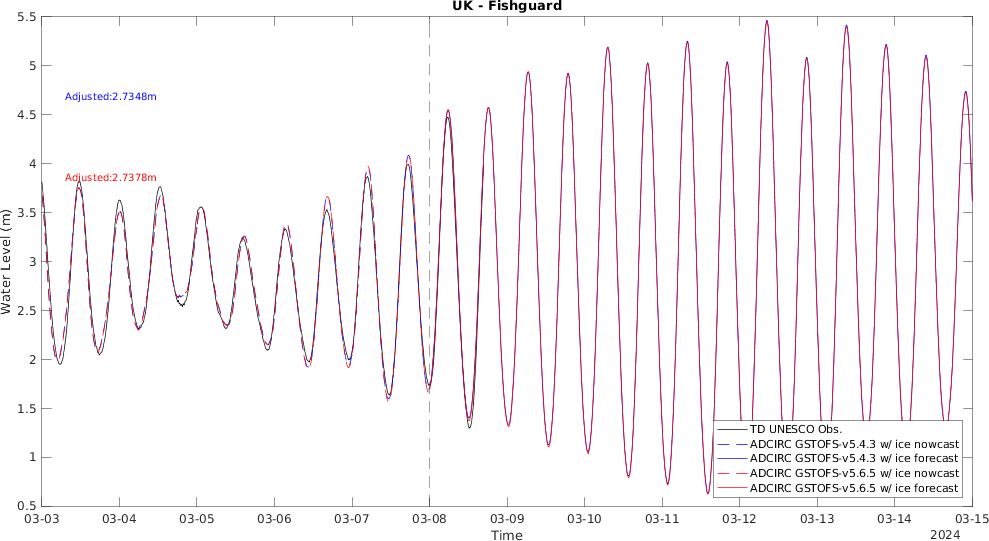 UK - Fishguard
5.5
5
4.5
4
3.5
3
2.5
2
1.5
1
0.5
Water Level (m)
Adjusted:2.7348m
Adjusted:2.7378m
TD UNESCO Obs.
ADCIRC GSTOFS-v5.4.3 w/ ice nowcast
ADCIRC GSTOFS-v5.4.3 w/ ice forecast
ADCIRC GSTOFS-v5.6.5 w/ ice nowcast
ADCIRC GSTOFS-v5.6.5 w/ ice forecast
03-03 03-04 03-05 03-06 03-07 03-08 03-09 03-10 03-11 03-12 03-13 03-14 03-15
Time
2024